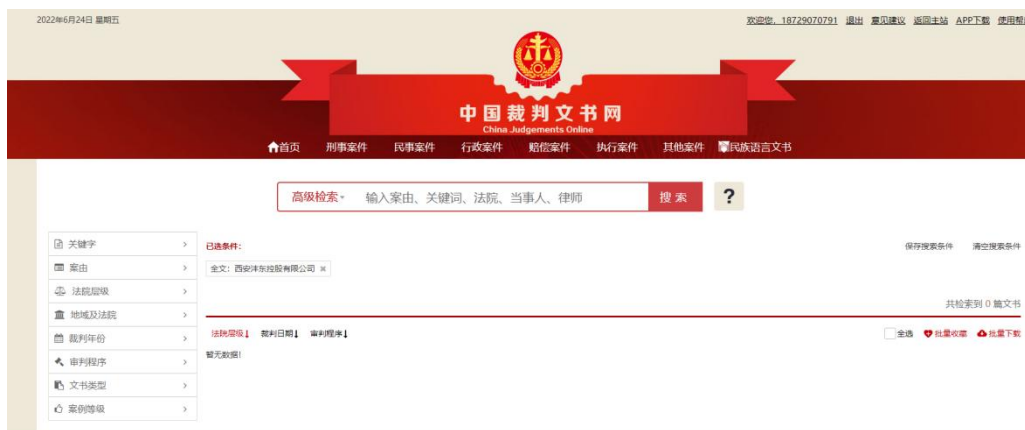 2022年6月24日 星期五
欢迎您，18729070791 退出 意见建议 返回主站 APP下载 使用帮
中国裁判文书网
China Judgements Online
首页 刑事案件 民事案件 行政案件 赔偿案件 执行案件 其他案件 民族语言文书
高级检索 输入案由、关键词、法院、当事人、律师 搜索 ?
关键字
已选条件：
保存搜索条件 清空搜索条件
案由
全文：西安沣东控股有限公司 ×
法院层级
地域及法院
共检索到 0 篇文书
裁判年份
法院层级↓ 裁判日期↓ 审判程序↓
全选 批量收藏 批量下载
审判程序
暂无数据!
文书类型
案例等级